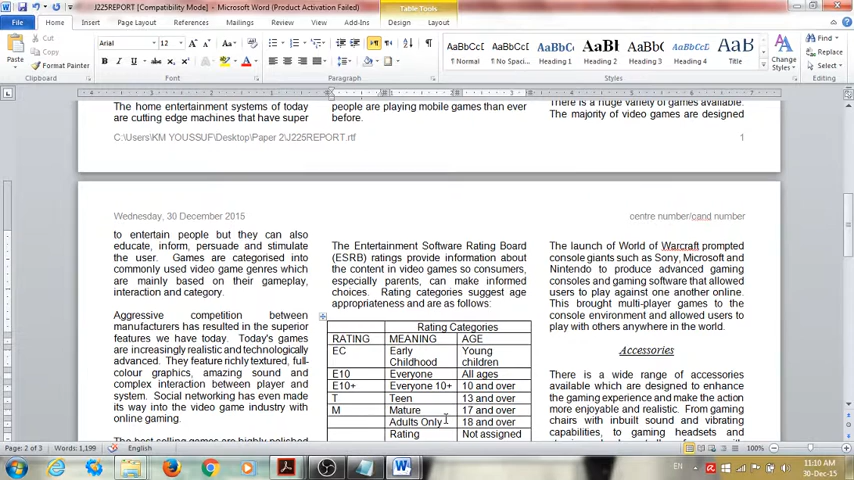 J225REPORT [Compatibility Mode] - Microsoft Word (Product Activation Failed)
Table Tools
File
Home
Insert
Page Layout
References
Mailings
Review
View
Add-Ins
Design
Layout
Cut
Copy
Format Painter
Paste
Clipboard
Arial
12
Font
Paragraph
AaBbCcDc
¶ Normal
¶ No Spaci...
Heading 1
Heading 2
Heading 3
Heading 4
Title
Styles
Change
Styles
Find
Replace
Select
Editing
The home entertainment systems of today
are cutting edge machines that have super
people are playing mobile games than ever
before.
There is a huge variety of games available.
The majority of video games are designed
C:\Users\KM YOUSSUF\Desktop\Paper 2\J225REPORT.rtf
1
Wednesday, 30 December 2015
centre number/cand number
to entertain people but they can also
educate, inform, persuade and stimulate
the user. Games are categorised into
commonly used video game genres which
are mainly based on their gameplay,
interaction and category.
Aggressive competition between
manufacturers has resulted in the superior
features we have today. Today's games
are increasingly realistic and technologically
advanced. They feature richly textured, full-
colour graphics, amazing sound and
complex interaction between player and
system. Social networking has even made
its way into the video game industry with
online gaming.
The best selling games are highly polished
The Entertainment Software Rating Board
(ESRB) ratings provide information about
the content in video games so consumers,
especially parents, can make informed
choices. Rating categories suggest age
appropriateness and are as follows:
Rating Categories
RATING MEANING AGE
EC Early Childhood Young children
E10 Everyone All ages
E10+ Everyone 10+ 10 and over
T Teen 13 and over
M Mature 17 and over
Adults Only 18 and over
Rating Not assigned
The launch of World of Warcraft prompted
console giants such as Sony, Microsoft and
Nintendo to produce advanced gaming
consoles and gaming software that allowed
users to play against one another online.
This brought multi-player games to the
console environment and allowed users to
play with others anywhere in the world.
Accessories
There is a wide range of accessories
available which are designed to enhance
the gaming experience and make the action
more enjoyable and realistic. From gaming
chairs with inbuilt sound and vibrating
capabilities, to gaming headsets and
Page: 2 of 3
Words: 1,199
English
100%
EN
11:10 AM
30-Dec-15